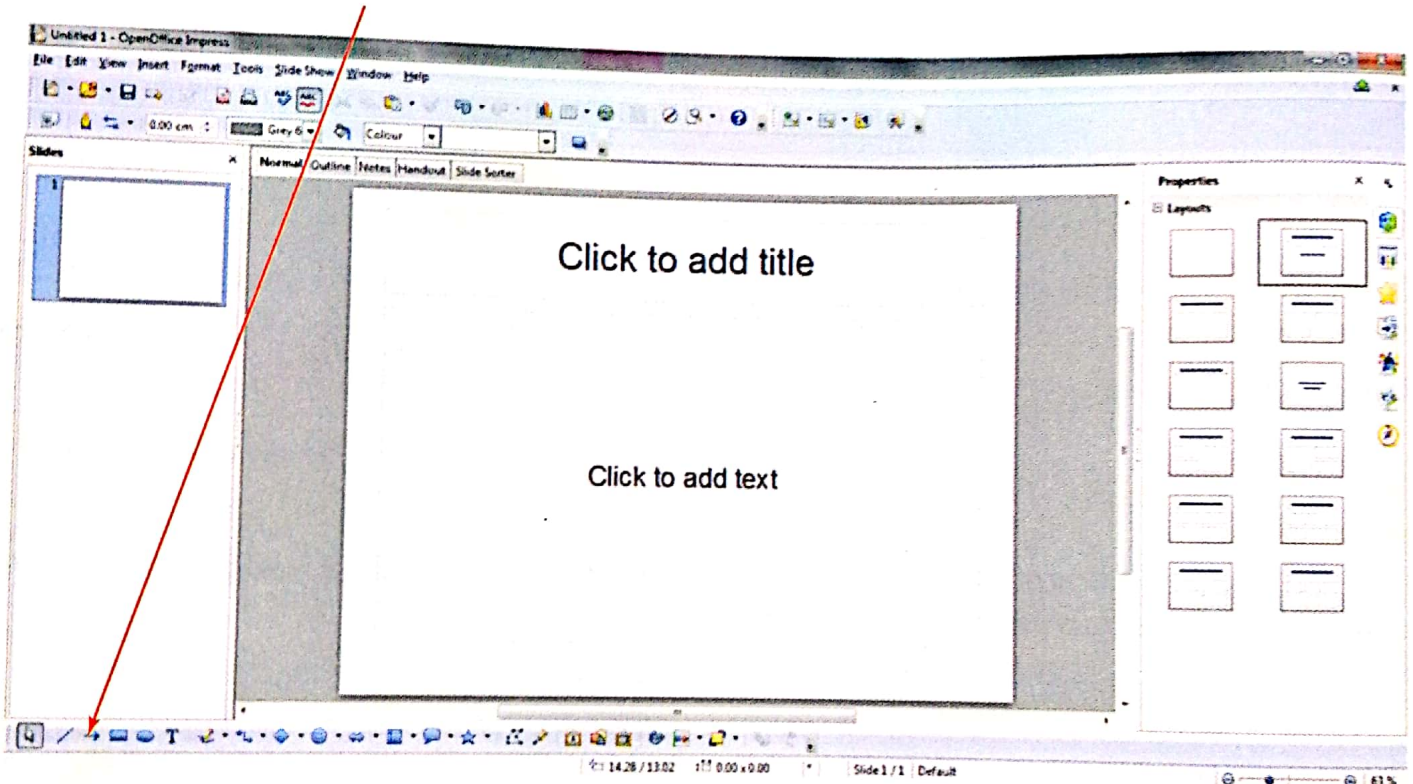 Untitled 1 - OpenOffice Impress
File Edit View Insert Format Tools Slide Show Window Help
0.00 cm Grey 6 Colour
Slides
Normal Outline Notes Handout Slide Sorter
Properties
Layouts
1
Click to add title
Click to add text
T
14.28 / 13.02 0.00 x 0.00 Slide 1 / 1 Default 61%